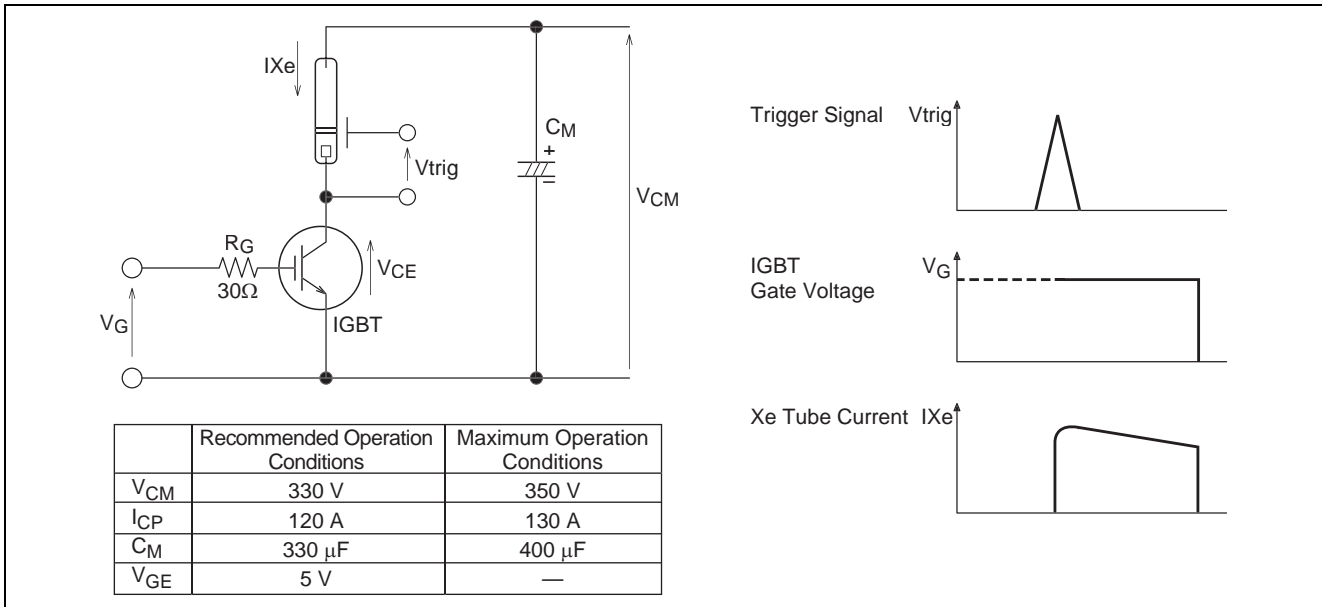 IXe
CM
+
–
Vtrig
VCM
RG
30Ω
VCE
VG
IGBT
Recommended Operation Conditions
Maximum Operation Conditions
VCM 330 V 350 V
ICP 120 A 130 A
CM 330 μF 400 μF
VGE 5 V —
Trigger Signal Vtrig
IGBT VG
Gate Voltage
Xe Tube Current IXe